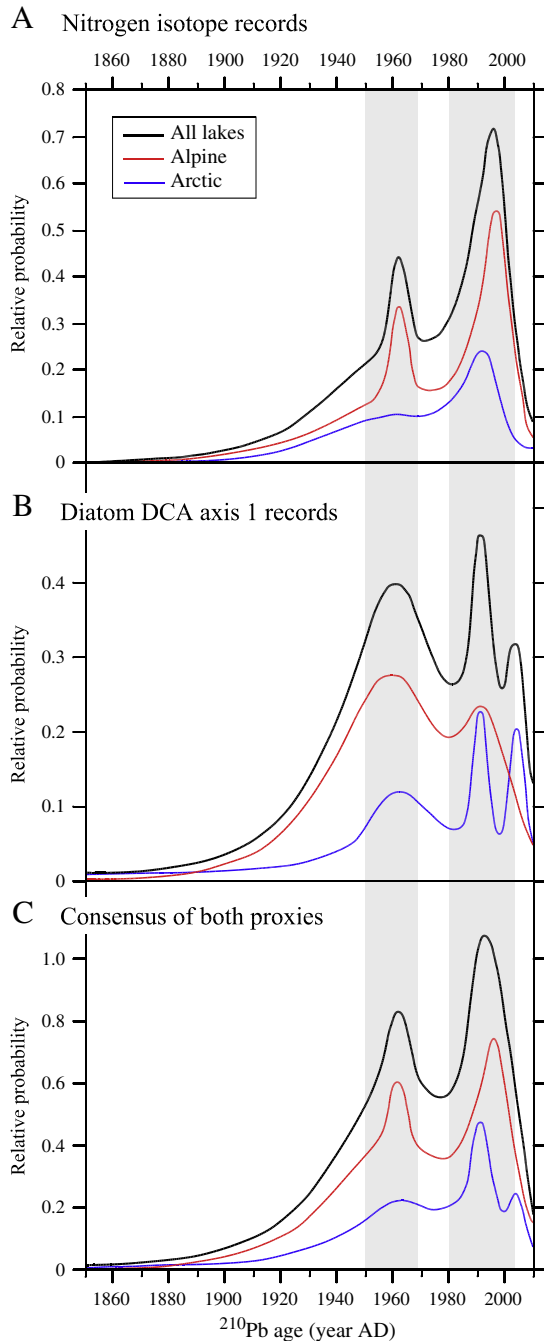 A Nitrogen isotope records
1860 1880 1900 1920 1940 1960 1980 2000
0.8
0.7
0.6
0.5
0.4
0.3
0.2
0.1
0
Relative probability
All lakes
Alpine
Arctic
B Diatom DCA axis 1 records
0.4
0.3
0.2
0.1
0
Relative probability
C Consensus of both proxies
1.0
0.8
0.6
0.4
0.2
0
Relative probability
1860 1880 1900 1920 1940 1960 1980 2000
²¹⁰Pb age (year AD)